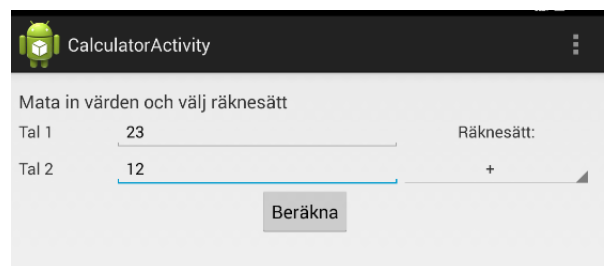 CalculatorActivity
Mata in värden och välj räknesätt
Tal 1 23 Räknesätt:
Tal 2 12 +
Beräkna